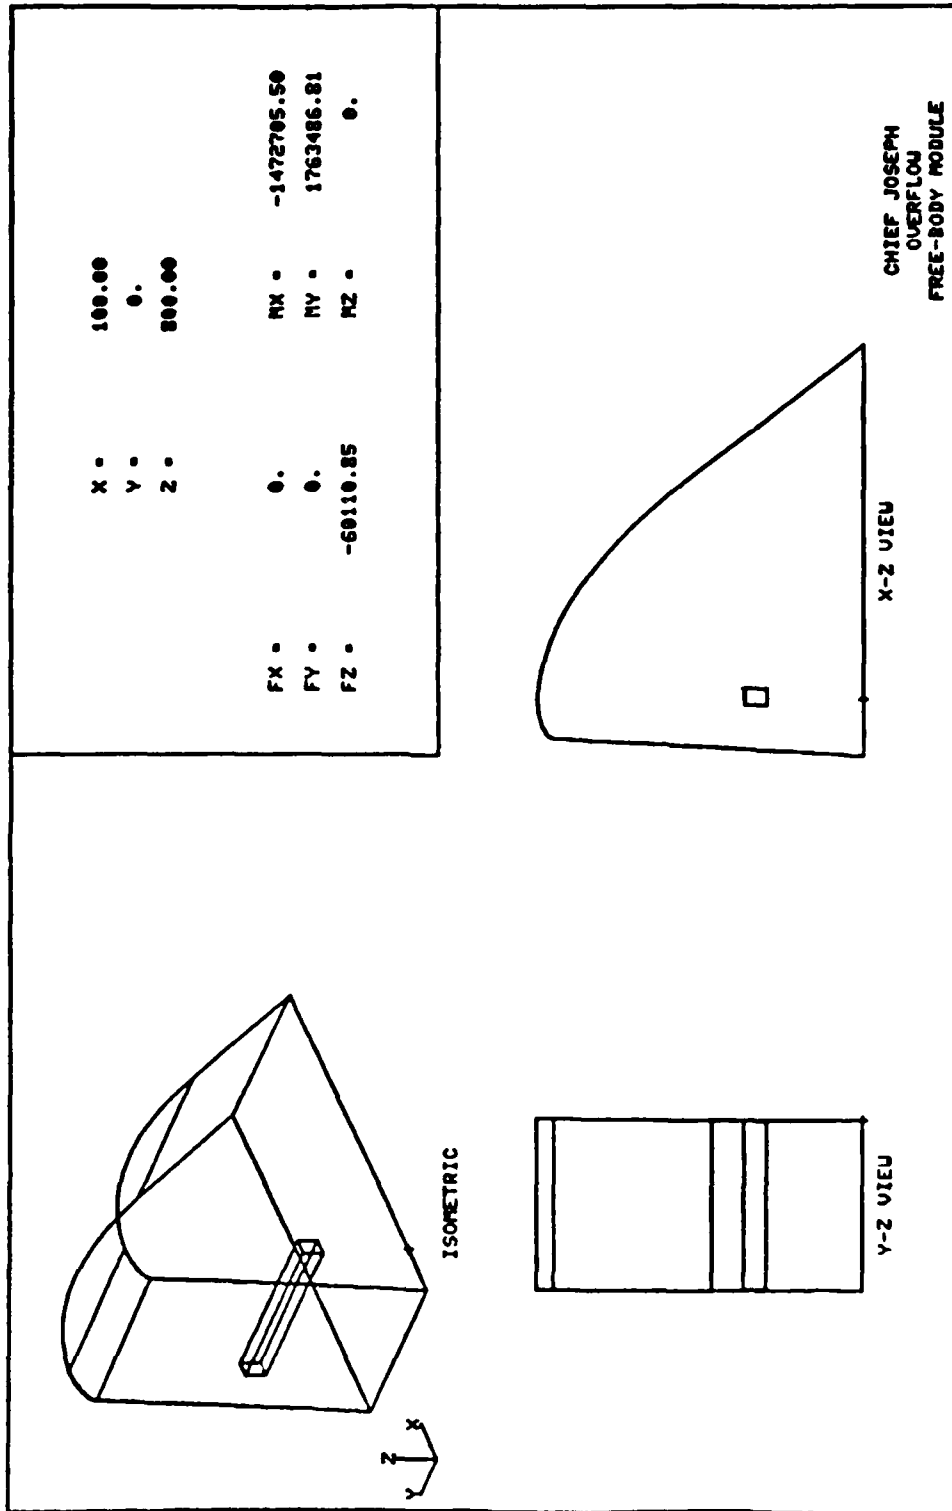 X = 100.00
Y = 0.
Z = 800.00
FX = 0. MX = -1472705.50
FY = 0. MY = 1763486.81
FZ = -60110.85 MZ = 0.
Z
Y X
ISOMETRIC
Y-Z VIEW
X-Z VIEW
CHIEF JOSEPH
OVERFLOW
FREE-BODY MODULE